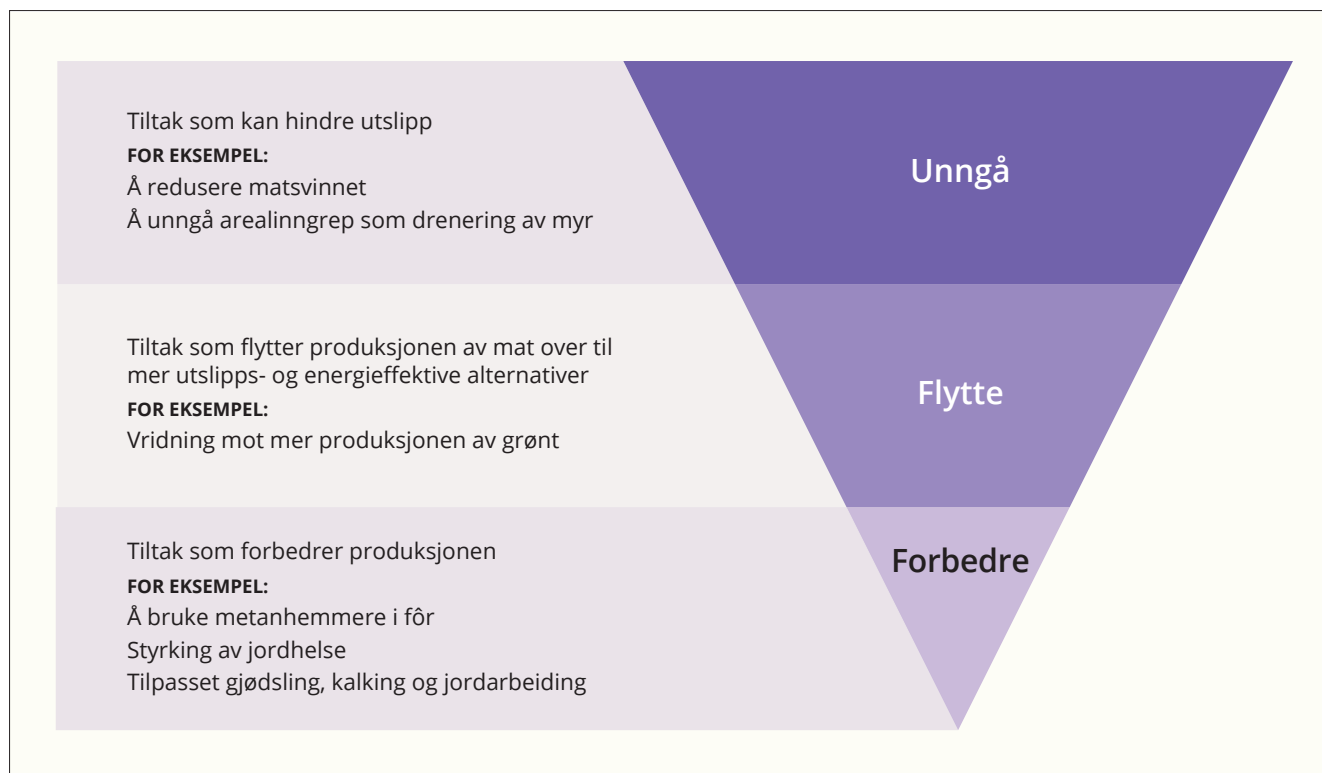 Tiltak som kan hindre utslipp
FOR EKSEMPEL:
Å redusere matsvinnet
Å unngå arealinngrep som drenering av myr
Unngå
Tiltak som flytter produksjonen av mat over til
mer utslipps- og energieffektive alternativer
FOR EKSEMPEL:
Vridning mot mer produksjonen av grønt
Flytte
Tiltak som forbedrer produksjonen
FOR EKSEMPEL:
Å bruke metanhemmere i fôr
Styrking av jordhelse
Tilpasset gjødsling, kalking og jordarbeiding
Forbedre